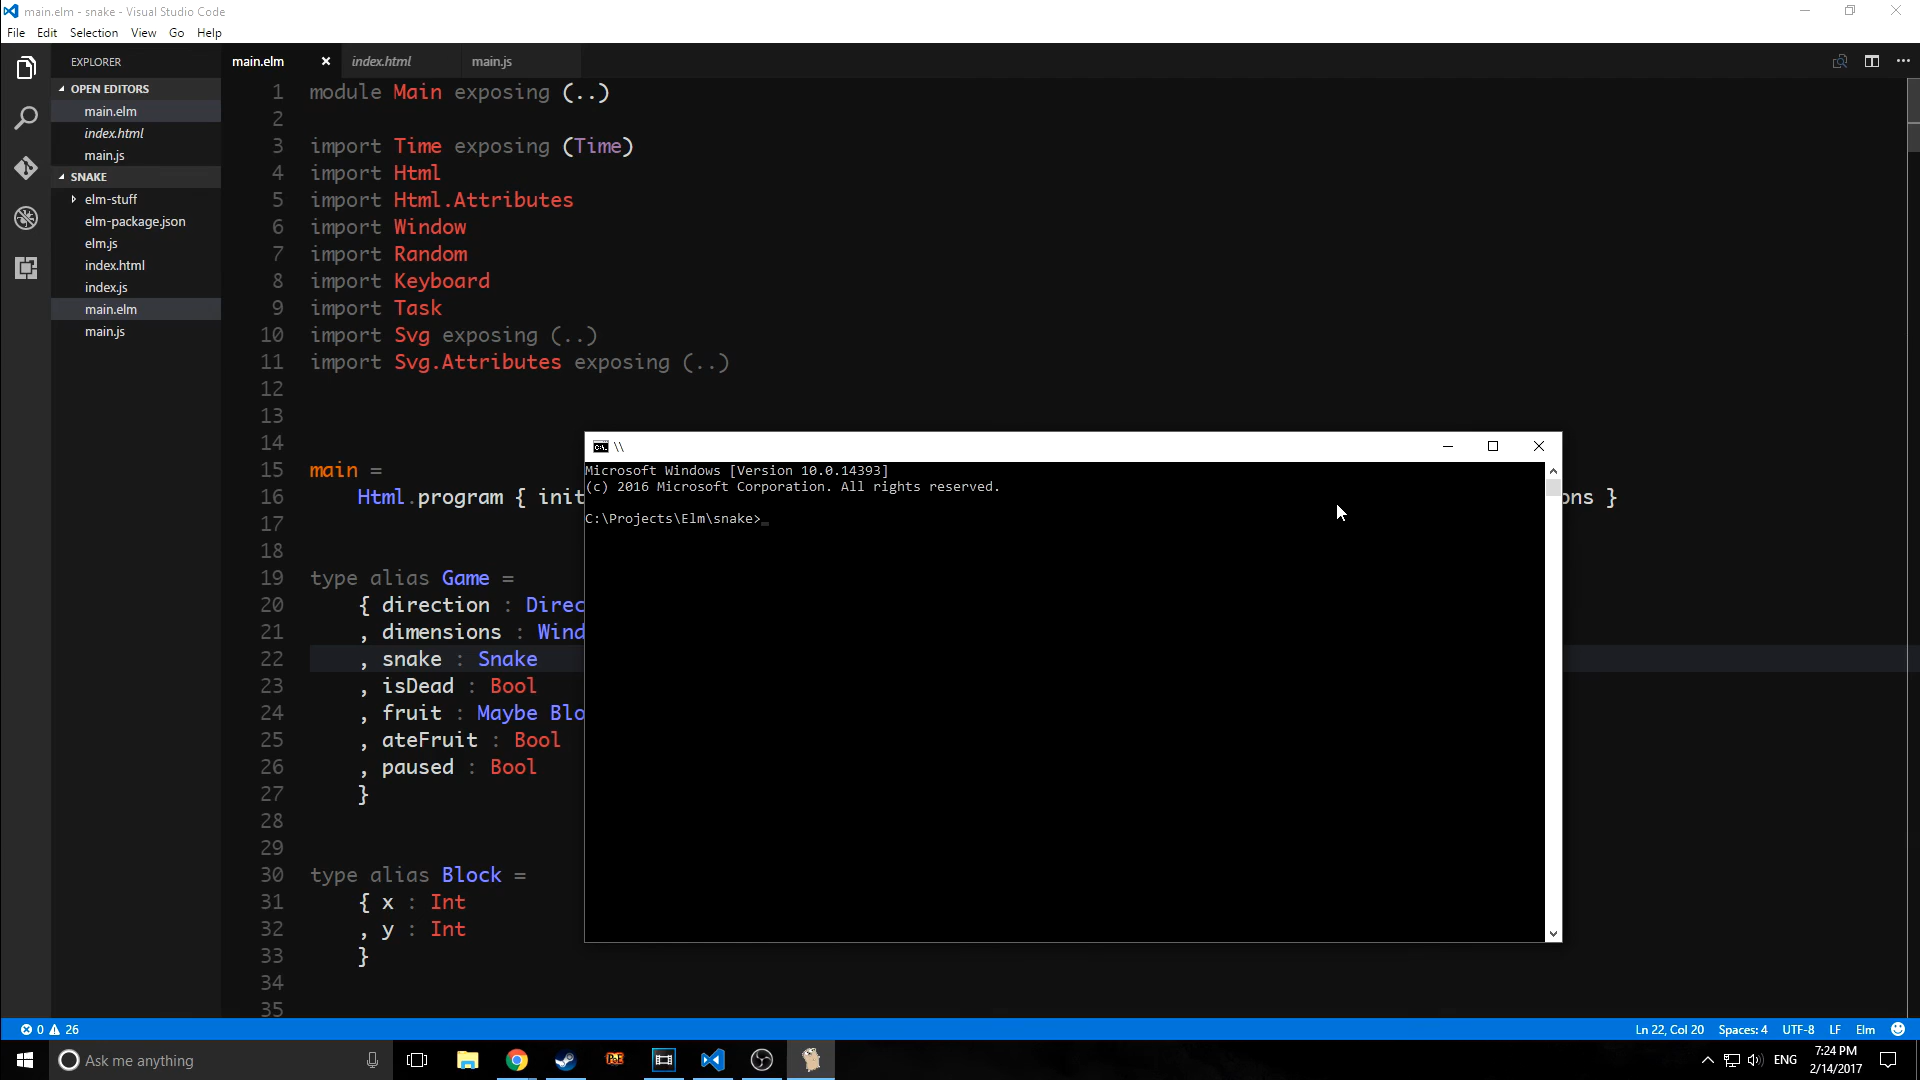 main.elm - snake - Visual Studio Code
File Edit Selection View Go Help
EXPLORER
OPEN EDITORS
main.elm
index.html
main.js
SNAKE
elm-stuff
elm-package.json
elm.js
index.html
index.js
main.elm
main.js
main.elm index.html main.js
1 module Main exposing (..)
2
3 import Time exposing (Time)
4 import Html
5 import Html.Attributes
6 import Window
7 import Random
8 import Keyboard
9 import Task
10 import Svg exposing (..)
11 import Svg.Attributes exposing (..)
12
13
14
15 main =
16 Html.program { init ons }
17
18
19 type alias Game =
20 { direction : Direc
21 , dimensions : Wind
22 , snake : Snake
23 , isDead : Bool
24 , fruit : Maybe Blo
25 , ateFruit : Bool
26 , paused : Bool
27 }
28
29
30 type alias Block =
31 { x : Int
32 , y : Int
33 }
34
35
C:\. \\
Microsoft Windows [Version 10.0.14393]
(c) 2016 Microsoft Corporation. All rights reserved.
C:\Projects\Elm\snake>_
0 26
Ln 22, Col 20 Spaces: 4 UTF-8 LF Elm
Ask me anything
ENG
7:24 PM
2/14/2017